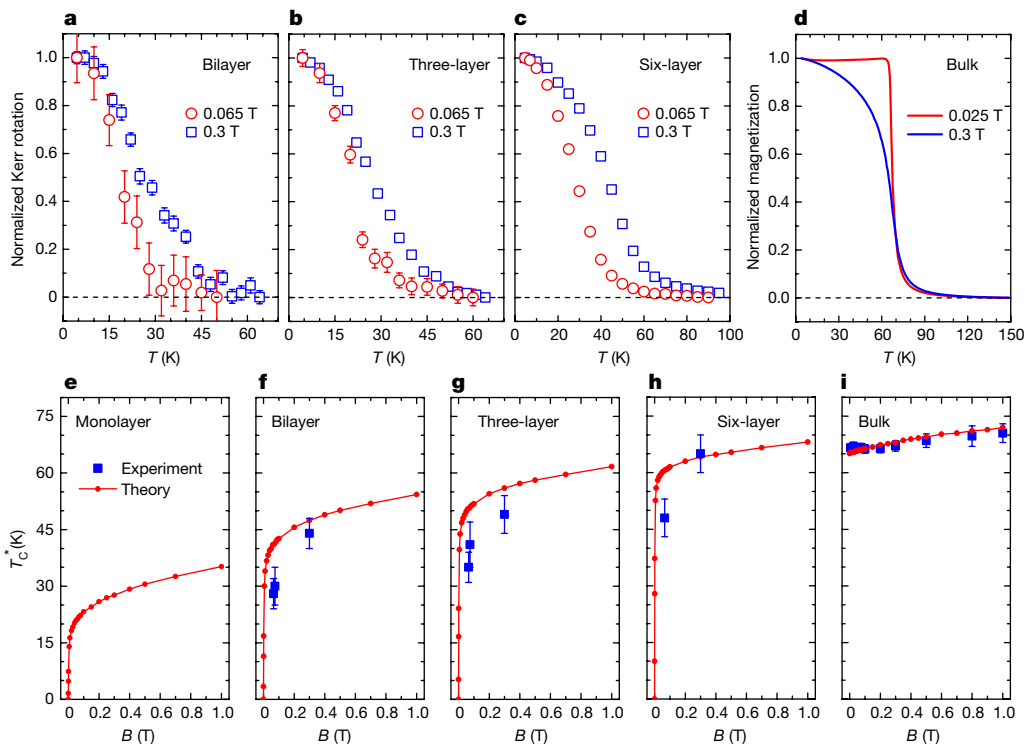 a
b
c
d
Normalized Kerr rotation
1.0
0.8
0.6
0.4
0.2
0
Bilayer
0.065 T
0.3 T
0 15 30 45 60
T (K)
Three-layer
0.065 T
0.3 T
0 15 30 45 60
T (K)
Six-layer
0.065 T
0.3 T
0 20 40 60 80 100
T (K)
Normalized magnetization
1.0
0.8
0.6
0.4
0.2
0.0
Bulk
0.025 T
0.3 T
0 30 60 90 120 150
T (K)
e
f
g
h
i
T*C (K)
75
60
45
30
15
0
Monolayer
Experiment
Theory
0 0.2 0.4 0.6 0.8 1.0
B (T)
Bilayer
0 0.2 0.4 0.6 0.8 1.0
B (T)
Three-layer
0 0.2 0.4 0.6 0.8 1.0
B (T)
Six-layer
0 0.2 0.4 0.6 0.8 1.0
B (T)
Bulk
0 0.2 0.4 0.6 0.8 1.0
B (T)